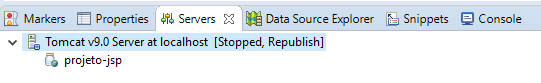 Markers Properties Servers Data Source Explorer Snippets Console
Tomcat v9.0 Server at localhost [Stopped, Republish]
projeto-jsp